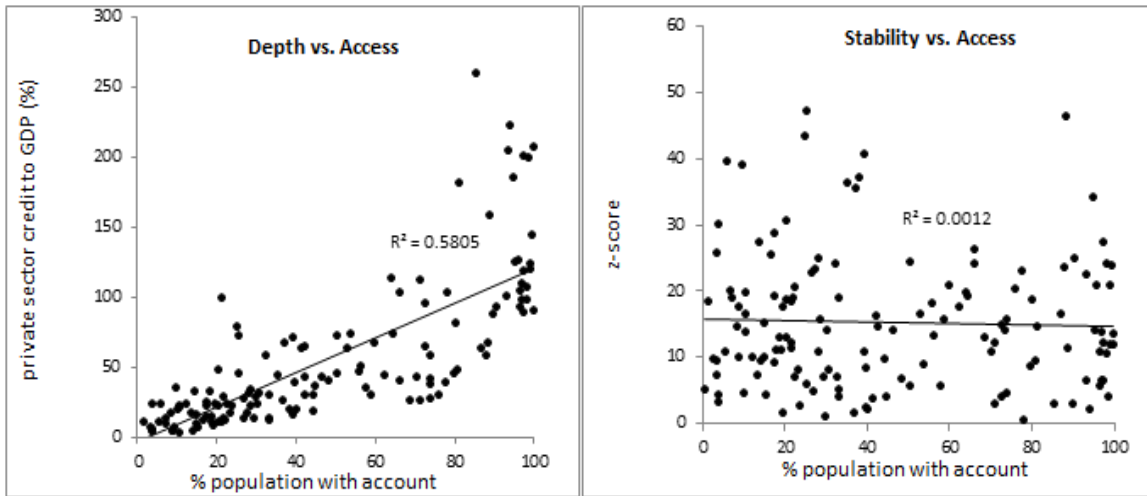 Depth vs. Access
private sector credit to GDP (%)
300
250
200
150
100
50
0
R² = 0.5805
0 20 40 60 80 100
% population with account
Stability vs. Access
z-score
60
50
40
30
20
10
0
R² = 0.0012
0 20 40 60 80 100
% population with account